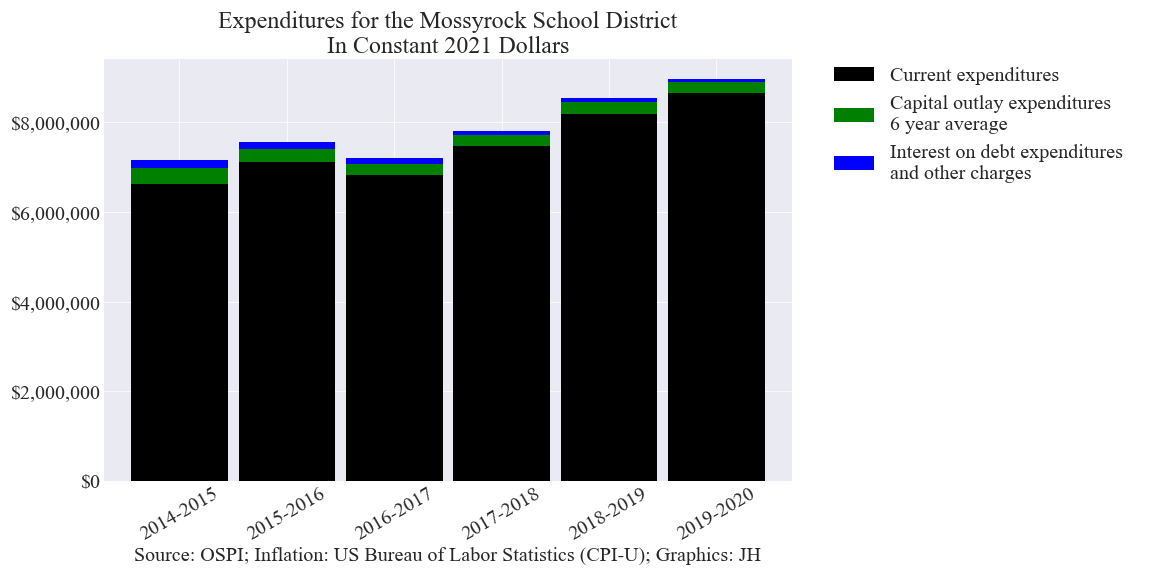 Expenditures for the Mossyrock School District
In Constant 2021 Dollars
Current expenditures
Capital outlay expenditures
6 year average
Interest on debt expenditures
and other charges
$8,000,000
$6,000,000
$4,000,000
$2,000,000
$0
2014-2015
2015-2016
2016-2017
2017-2018
2018-2019
2019-2020
Source: OSPI; Inflation: US Bureau of Labor Statistics (CPI-U); Graphics: JH